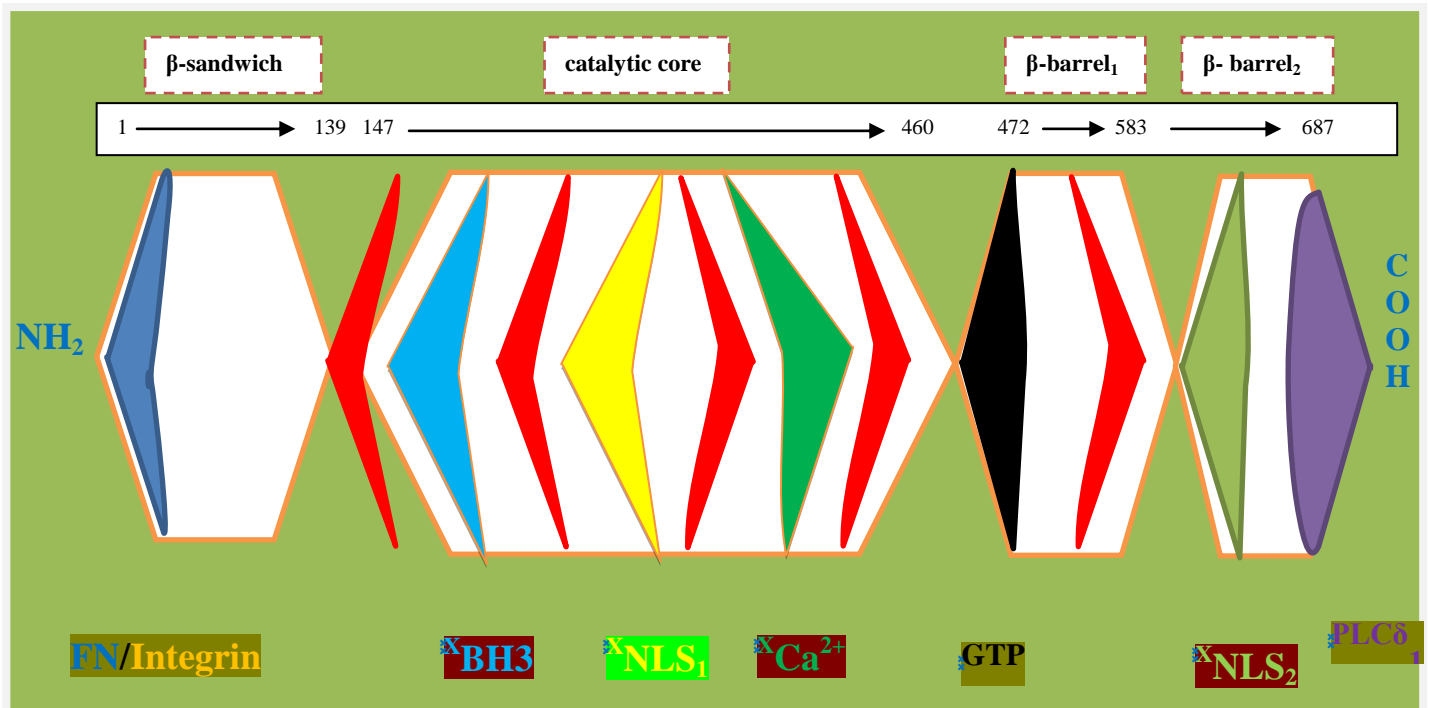 β-sandwich catalytic core β-barrel₁ β- barrel₂
1 139 147 460 472 583 687
NH₂
C
O
O
H
FN/Integrin ˣBH3 ˣNLS₁ ˣCa²⁺ GTP ˣNLS₂ PLCδ₁